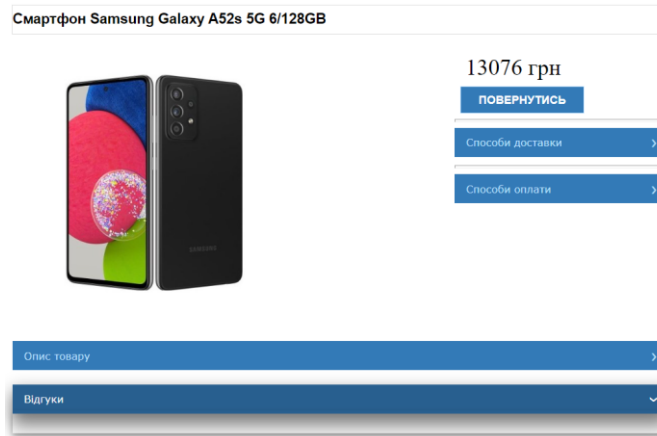 Смартфон Samsung Galaxy A52s 5G 6/128GB
13076 грн
ПОВЕРНУТИСЬ
Способи доставки
Способи оплати
SAMSUNG
Опис товару
Відгуки